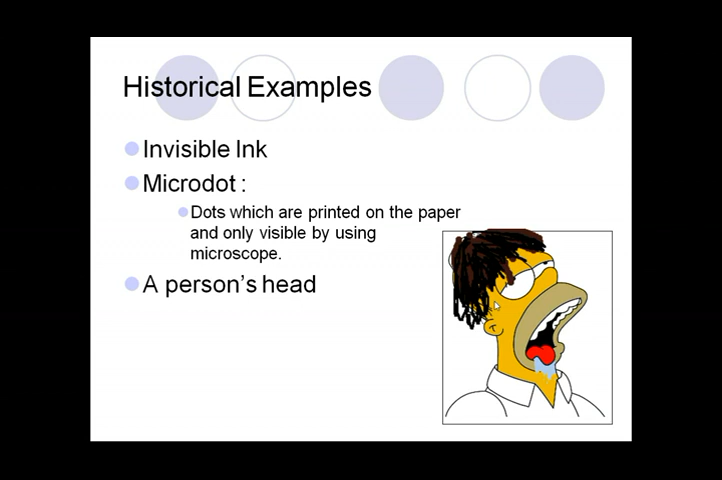 Historical Examples
Invisible Ink
Microdot :
Dots which are printed on the paper
and only visible by using
microscope.
A person's head